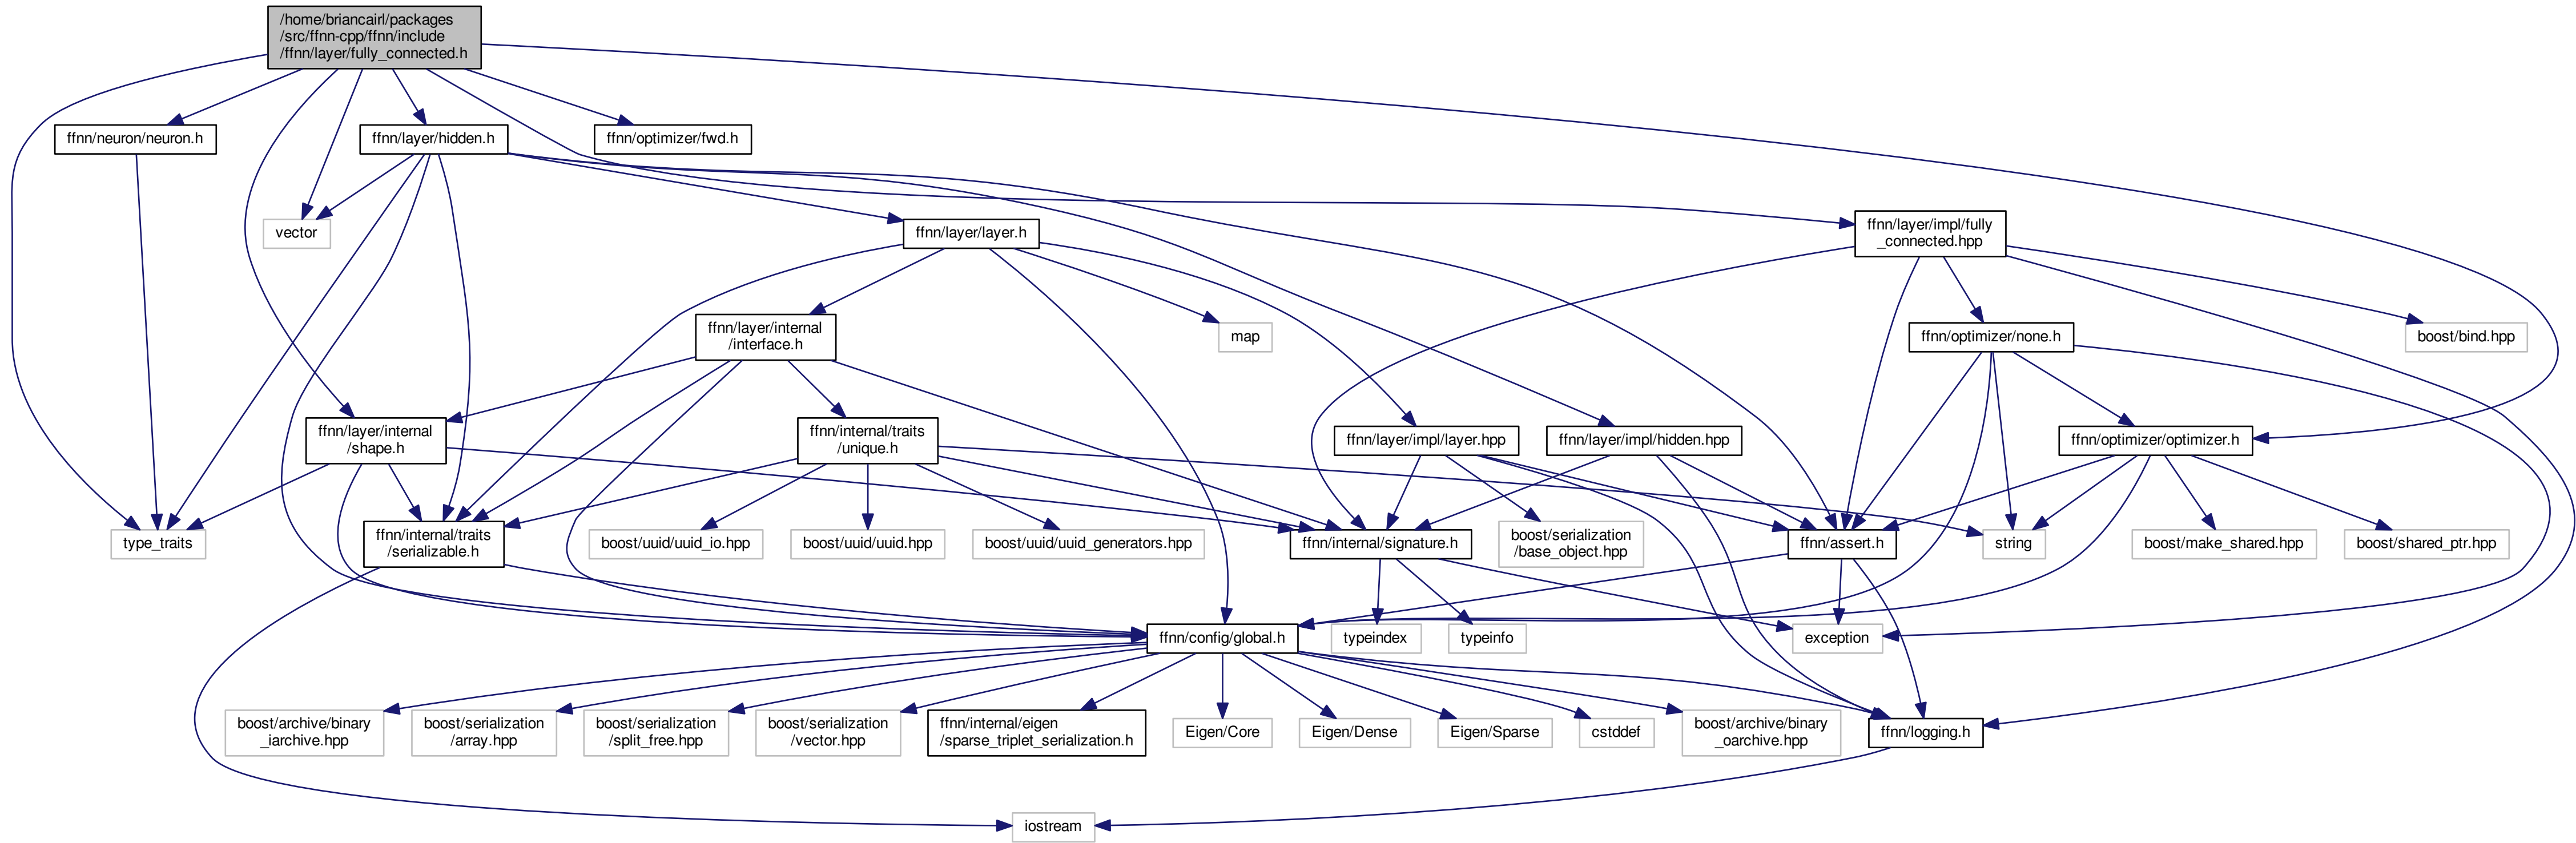 /home/briancairl/packages
/src/ffnn-cpp/ffnn/include
/ffnn/layer/fully_connected.h
ffnn/neuron/neuron.h
ffnn/layer/hidden.h
ffnn/optimizer/fwd.h
vector
ffnn/layer/layer.h
ffnn/layer/impl/fully
_connected.hpp
ffnn/layer/internal
/interface.h
map
ffnn/optimizer/none.h
boost/bind.hpp
ffnn/layer/internal
/shape.h
ffnn/internal/traits
/unique.h
ffnn/layer/impl/layer.hpp
ffnn/layer/impl/hidden.hpp
ffnn/optimizer/optimizer.h
type_traits
ffnn/internal/traits
/serializable.h
boost/uuid/uuid_io.hpp
boost/uuid/uuid.hpp
boost/uuid/uuid_generators.hpp
ffnn/internal/signature.h
boost/serialization
/base_object.hpp
ffnn/assert.h
string
boost/make_shared.hpp
boost/shared_ptr.hpp
ffnn/config/global.h
typeindex
typeinfo
exception
boost/archive/binary
_iarchive.hpp
boost/serialization
/array.hpp
boost/serialization
/split_free.hpp
boost/serialization
/vector.hpp
ffnn/internal/eigen
/sparse_triplet_serialization.h
Eigen/Core
Eigen/Dense
Eigen/Sparse
cstddef
boost/archive/binary
_oarchive.hpp
ffnn/logging.h
iostream